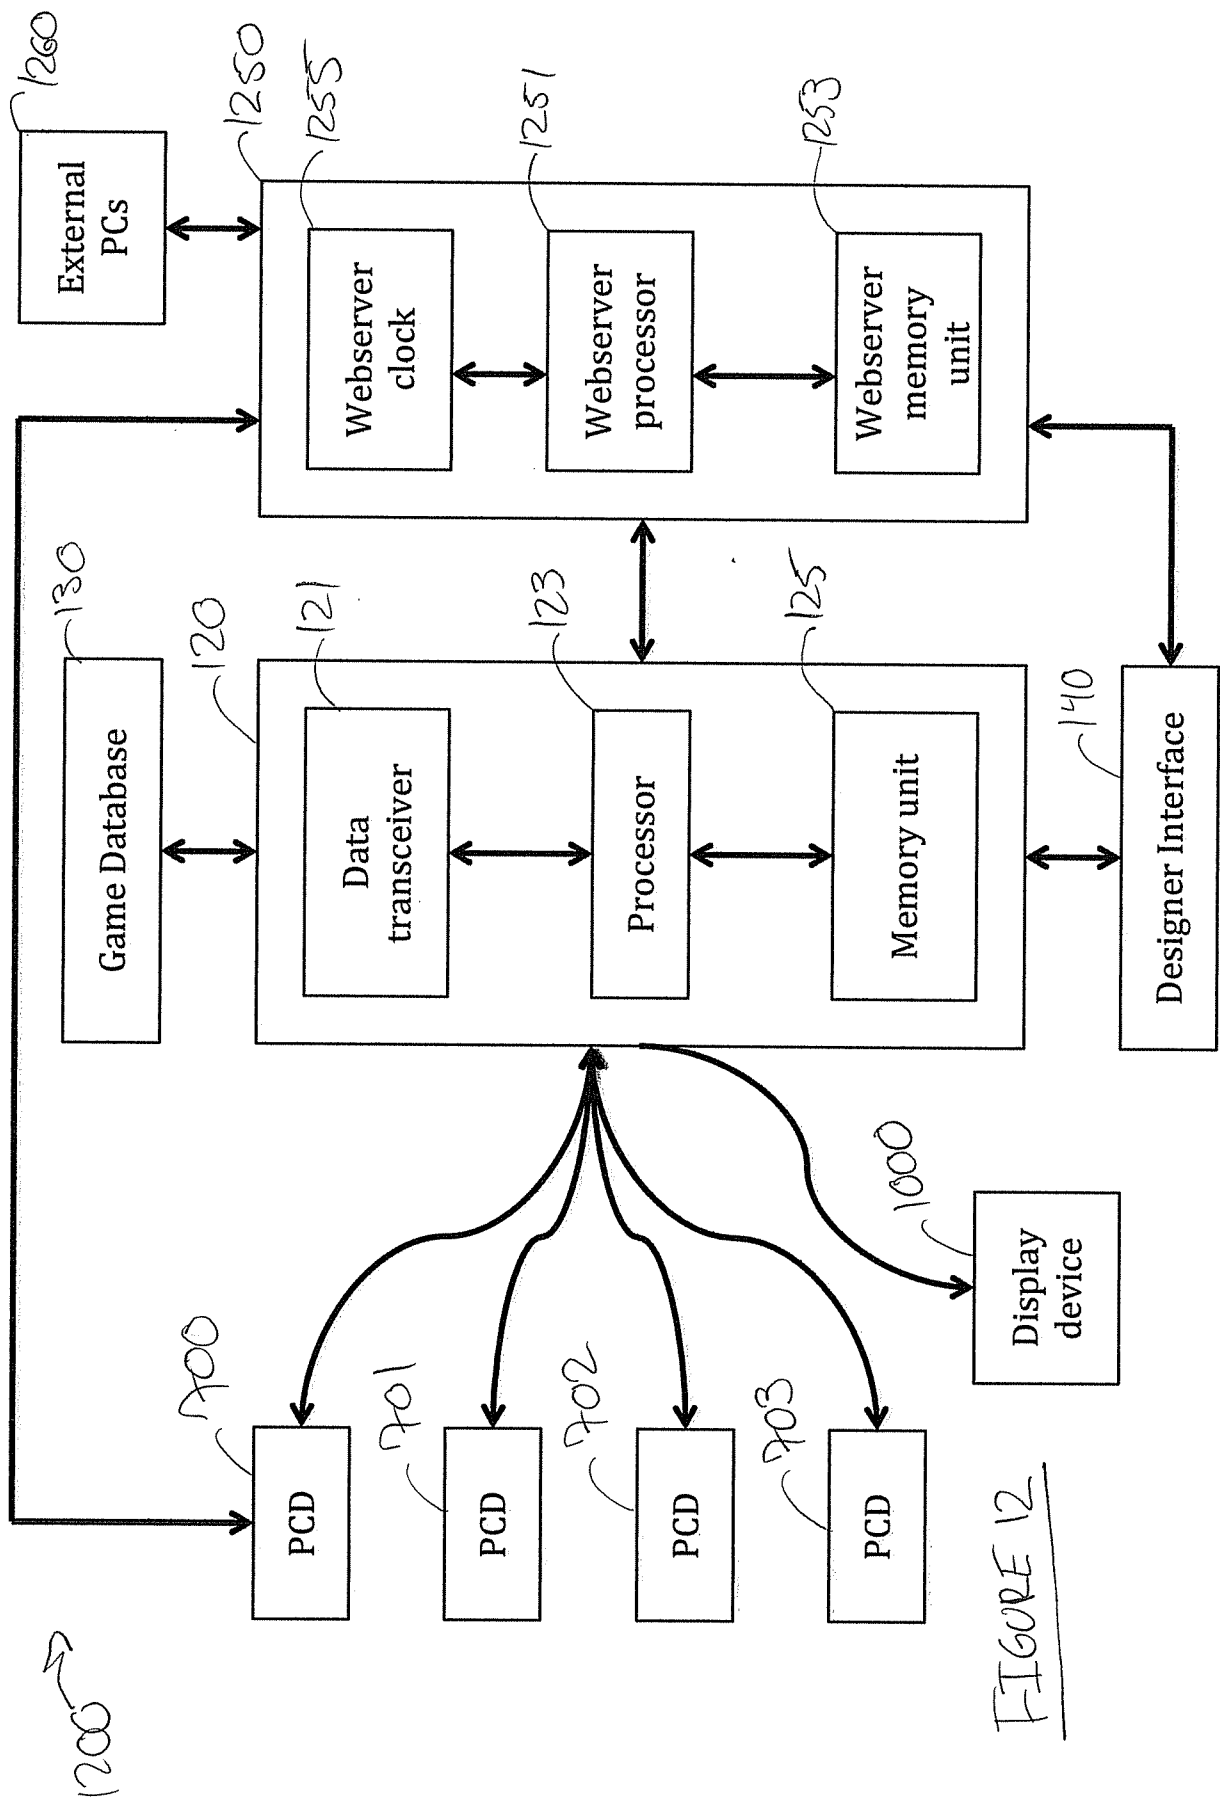 1200
700
PCD
701
PCD
702
PCD
703
PCD
1000
Display
device
130
Game Database
120
121
Data
transceiver
123
Processor
125
Memory unit
140
Designer Interface
1260
External
PCs
1250
1255
Webserver
clock
1251
Webserver
processor
1253
Webserver
memory
unit
FIGURE 12